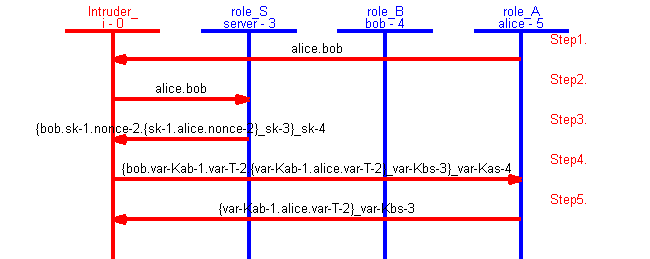 Intruder_ role_S role_B role_A
i - 0 server - 3 bob - 4 alice - 5
Step1.
alice.bob
Step2.
alice.bob
Step3.
{bob.sk-1.nonce-2.{sk-1.alice.nonce-2}_sk-3}_sk-4
Step4.
{bob.var-Kab-1.var-T-2.{var-Kab-1.alice.var-T-2}_var-Kbs-3}_var-Kas-4
Step5.
{var-Kab-1.alice.var-T-2}_var-Kbs-3